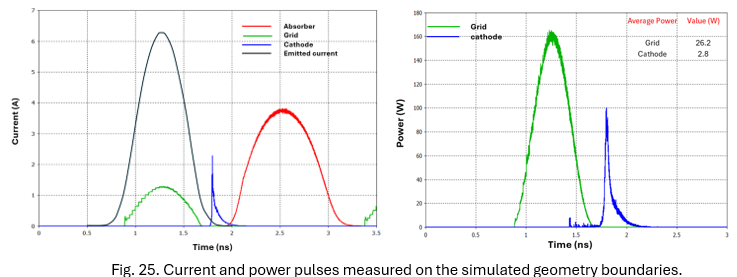 7
6
5
4
3
2
1
0
Current (A)
0
0.5
1
1.5
2
2.5
3
3.5
Time (ns)
Absorber
Grid
Cathode
Emitted current
180
160
140
120
100
80
60
40
20
0
Power (W)
0
0.5
1
1.5
2
2.5
3
Time (ns)
Grid
cathode
Average Power Value (W)
Grid 26.2
Cathode 2.8
Fig. 25. Current and power pulses measured on the simulated geometry boundaries.